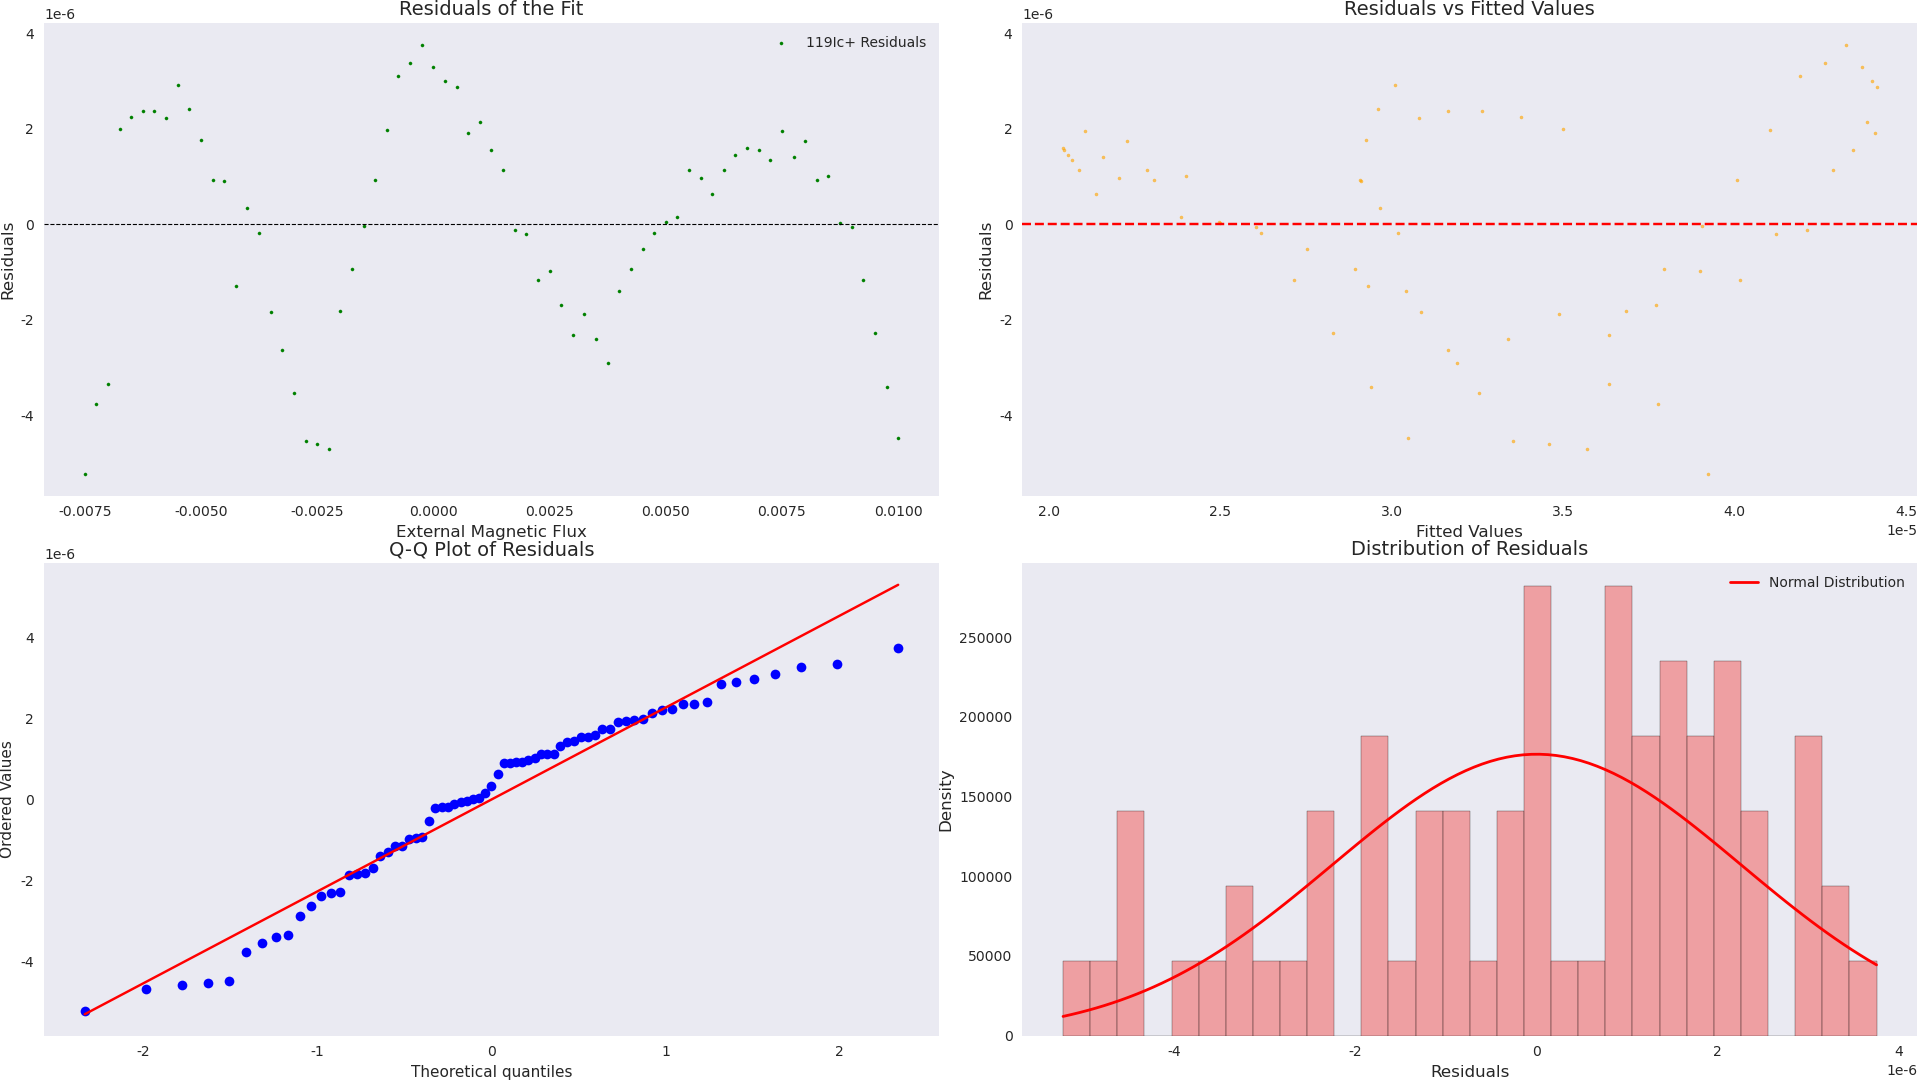 Residuals of the Fit
1e-6
119Ic+ Residuals
4
2
0
-2
-4
Residuals
-0.0075 -0.0050 -0.0025 0.0000 0.0025 0.0050 0.0075 0.0100
External Magnetic Flux
Residuals vs Fitted Values
1e-6
4
2
0
-2
-4
Residuals
2.0 2.5 3.0 3.5 4.0 4.5
1e-5
Fitted Values
Q-Q Plot of Residuals
1e-6
4
2
0
-2
-4
Ordered Values
-2 -1 0 1 2
Theoretical quantiles
Distribution of Residuals
Normal Distribution
250000
200000
150000
100000
50000
0
Density
-4 -2 0 2 4
1e-6
Residuals